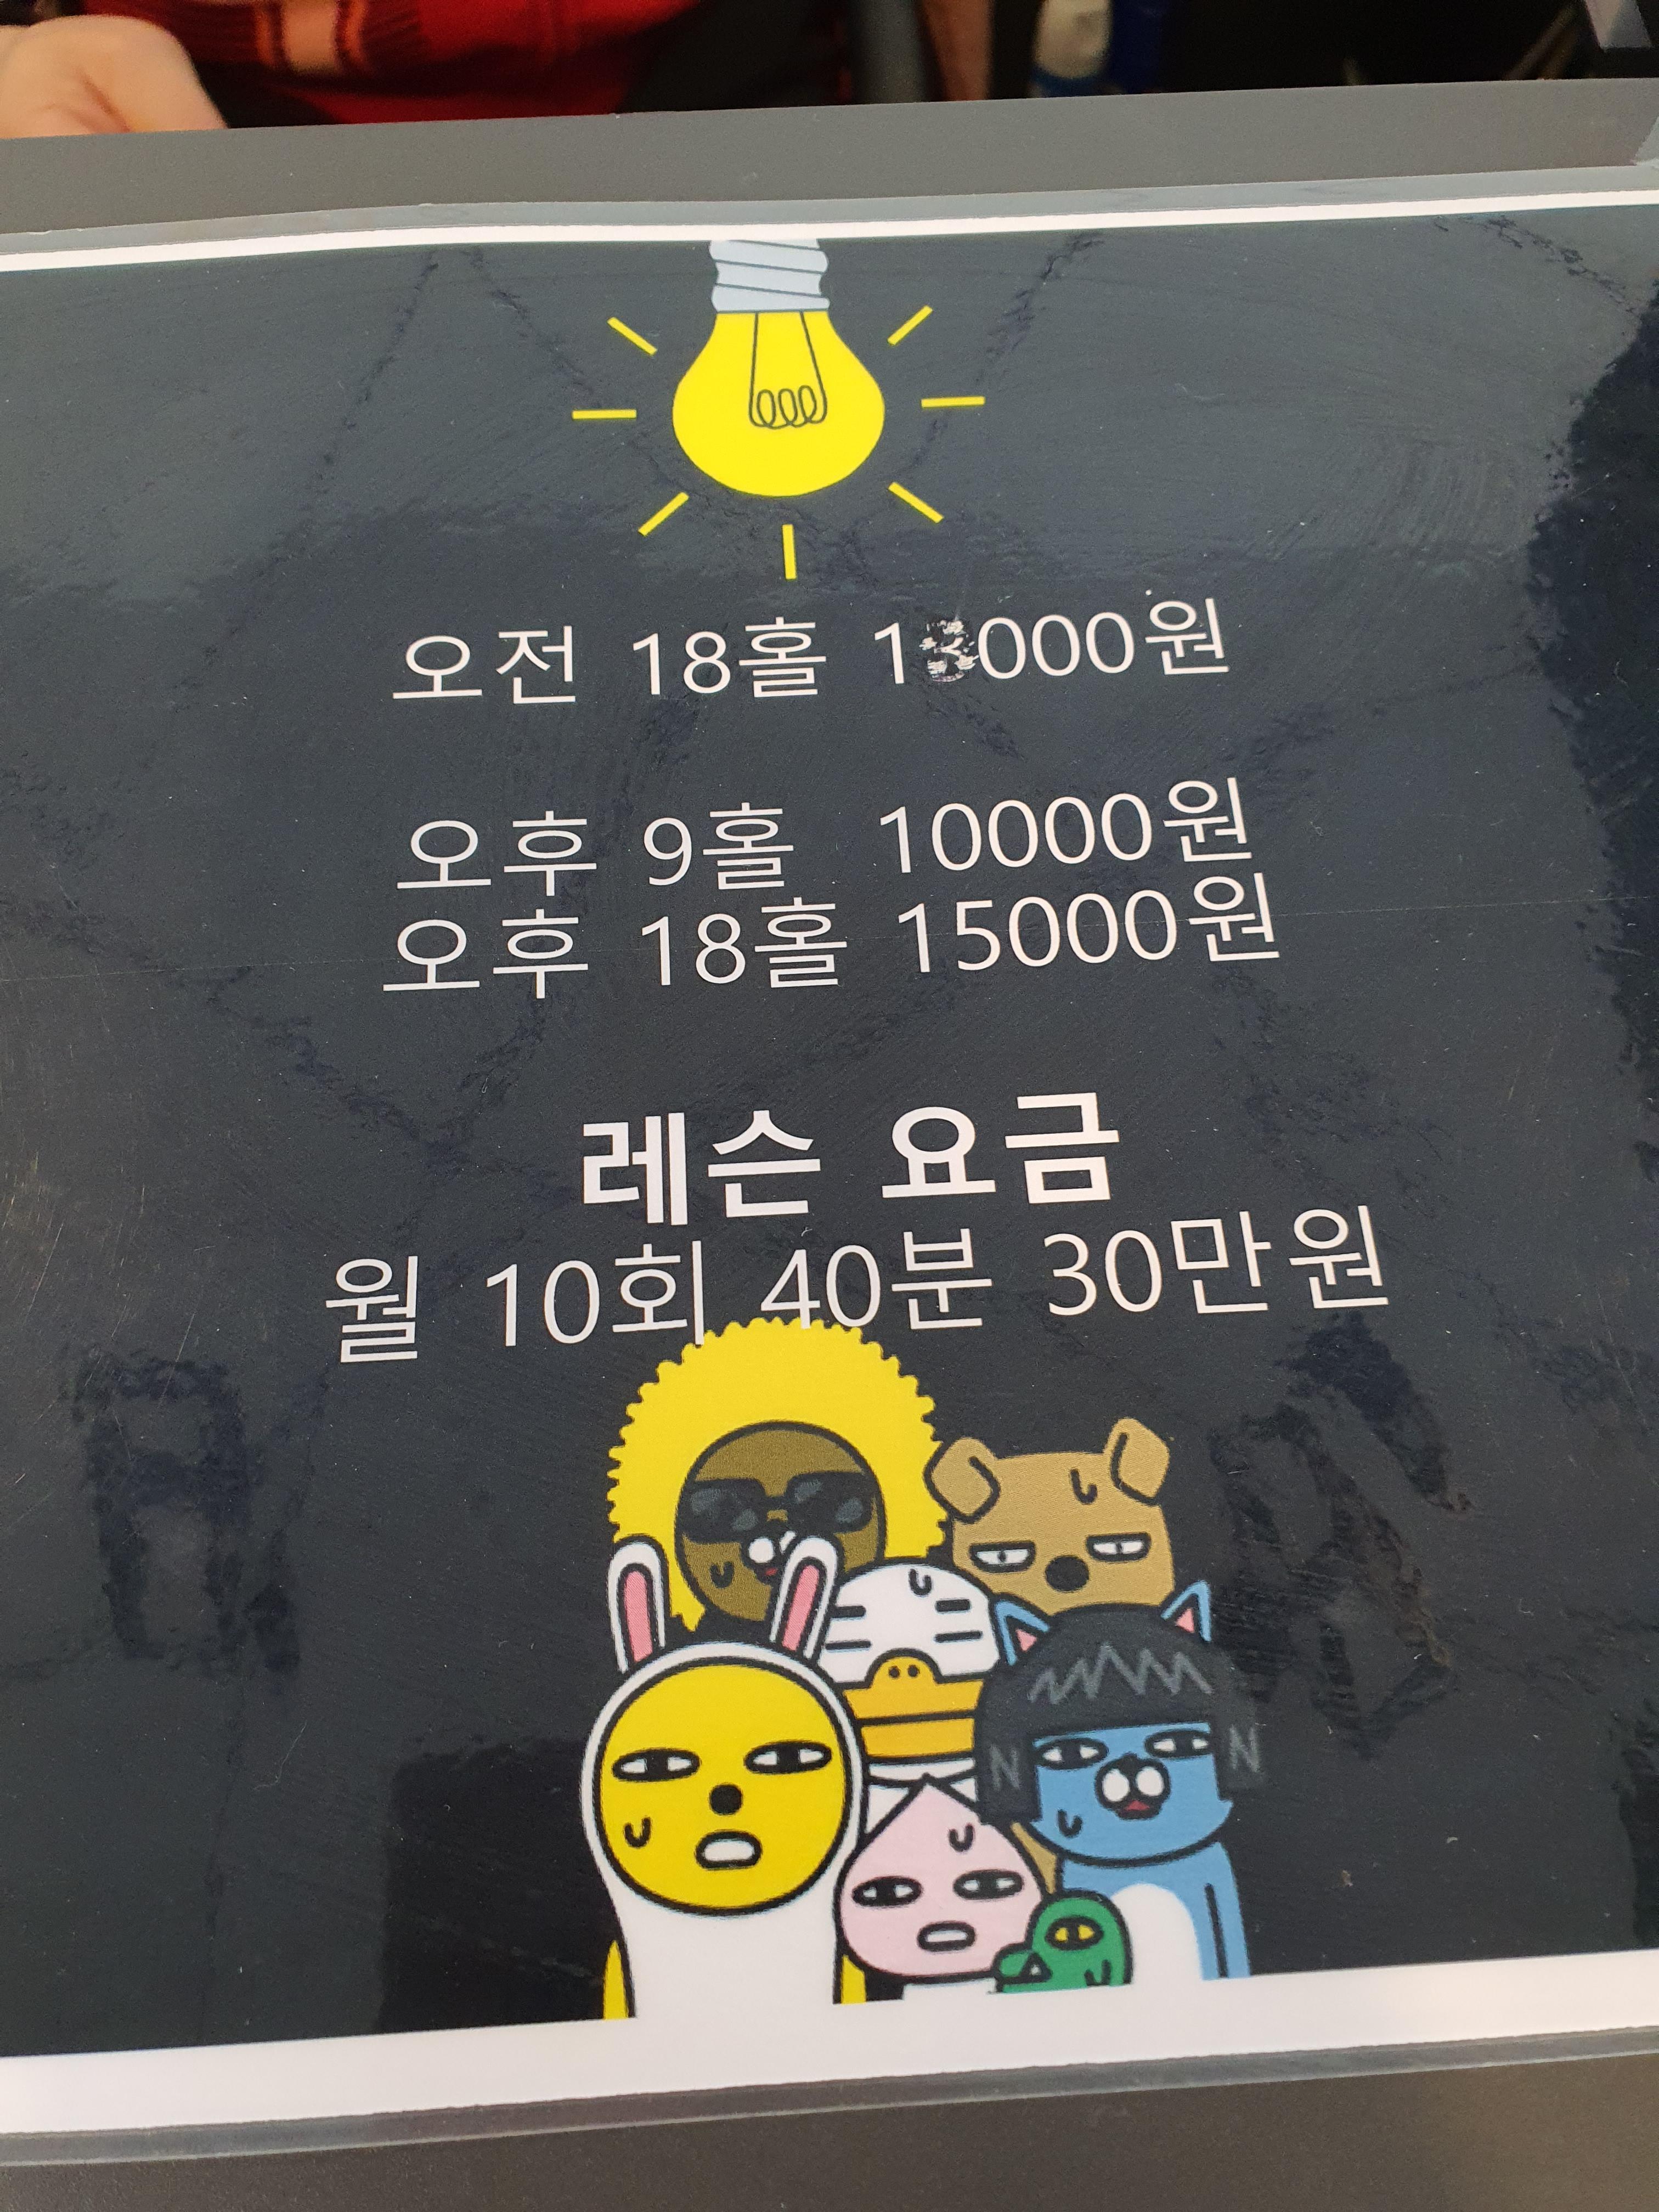 오전 18홀
오후 9홀 10000원
오후 18홀 15000원
레슨 요금
월 10회 40분 30만원
N N